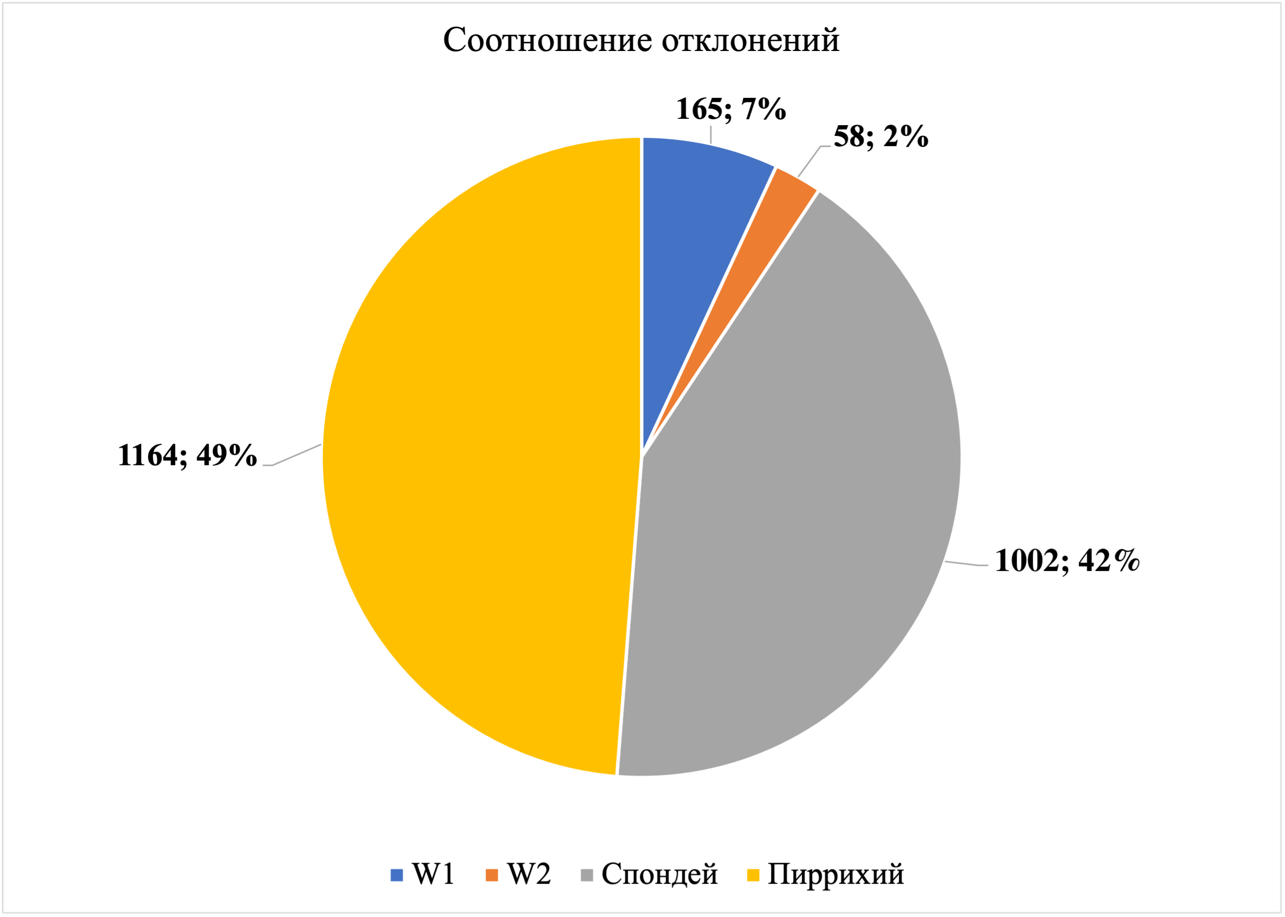 Соотношение отклонений
165; 7%
58; 2%
1164; 49%
1002; 42%
W1 W2 Спондей Пиррихий